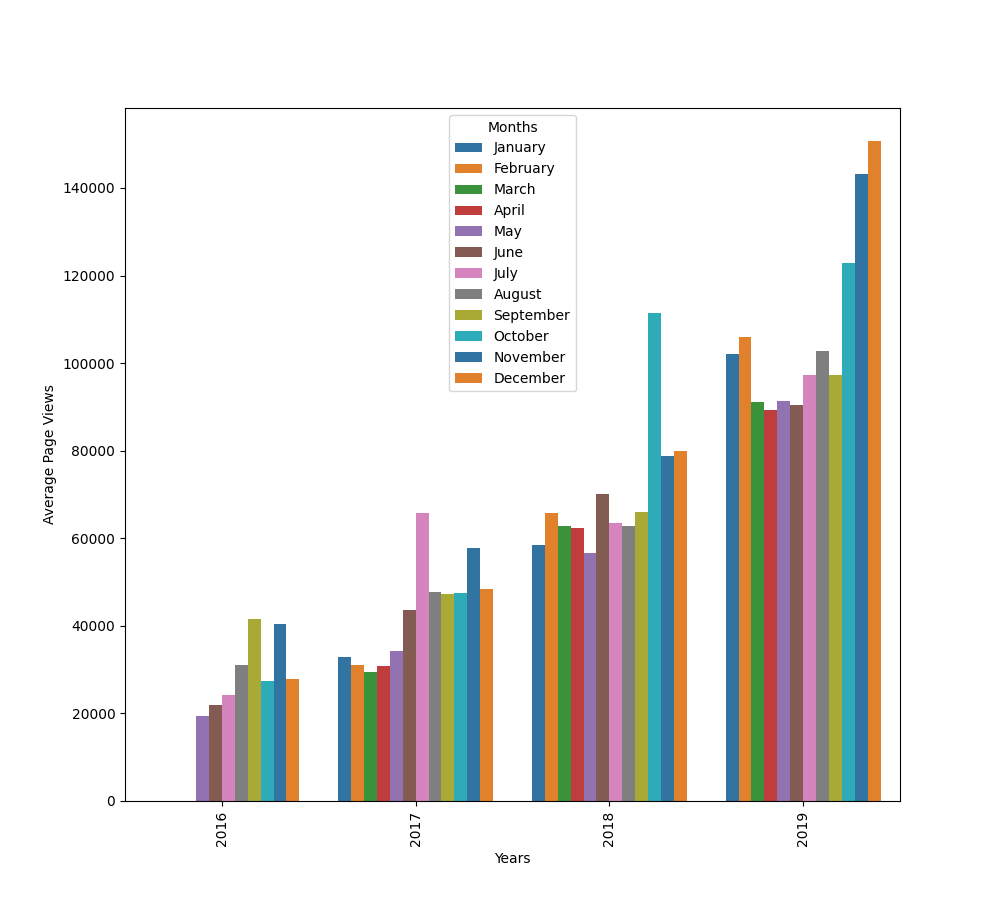 Months
January
February
March
April
May
June
July
August
September
October
November
December
140000
120000
100000
80000
60000
40000
20000
0
Average Page Views
2016
2017
2018
2019
Years